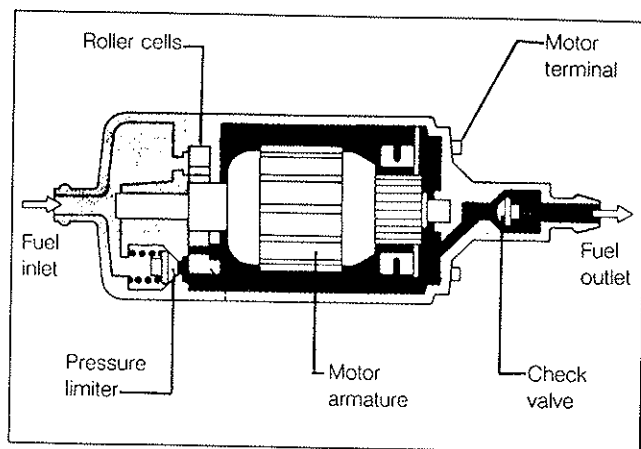 Roller cells
Motor
terminal
Fuel
inlet
Fuel
outlet
Pressure
limiter
Motor
armature
Check
valve